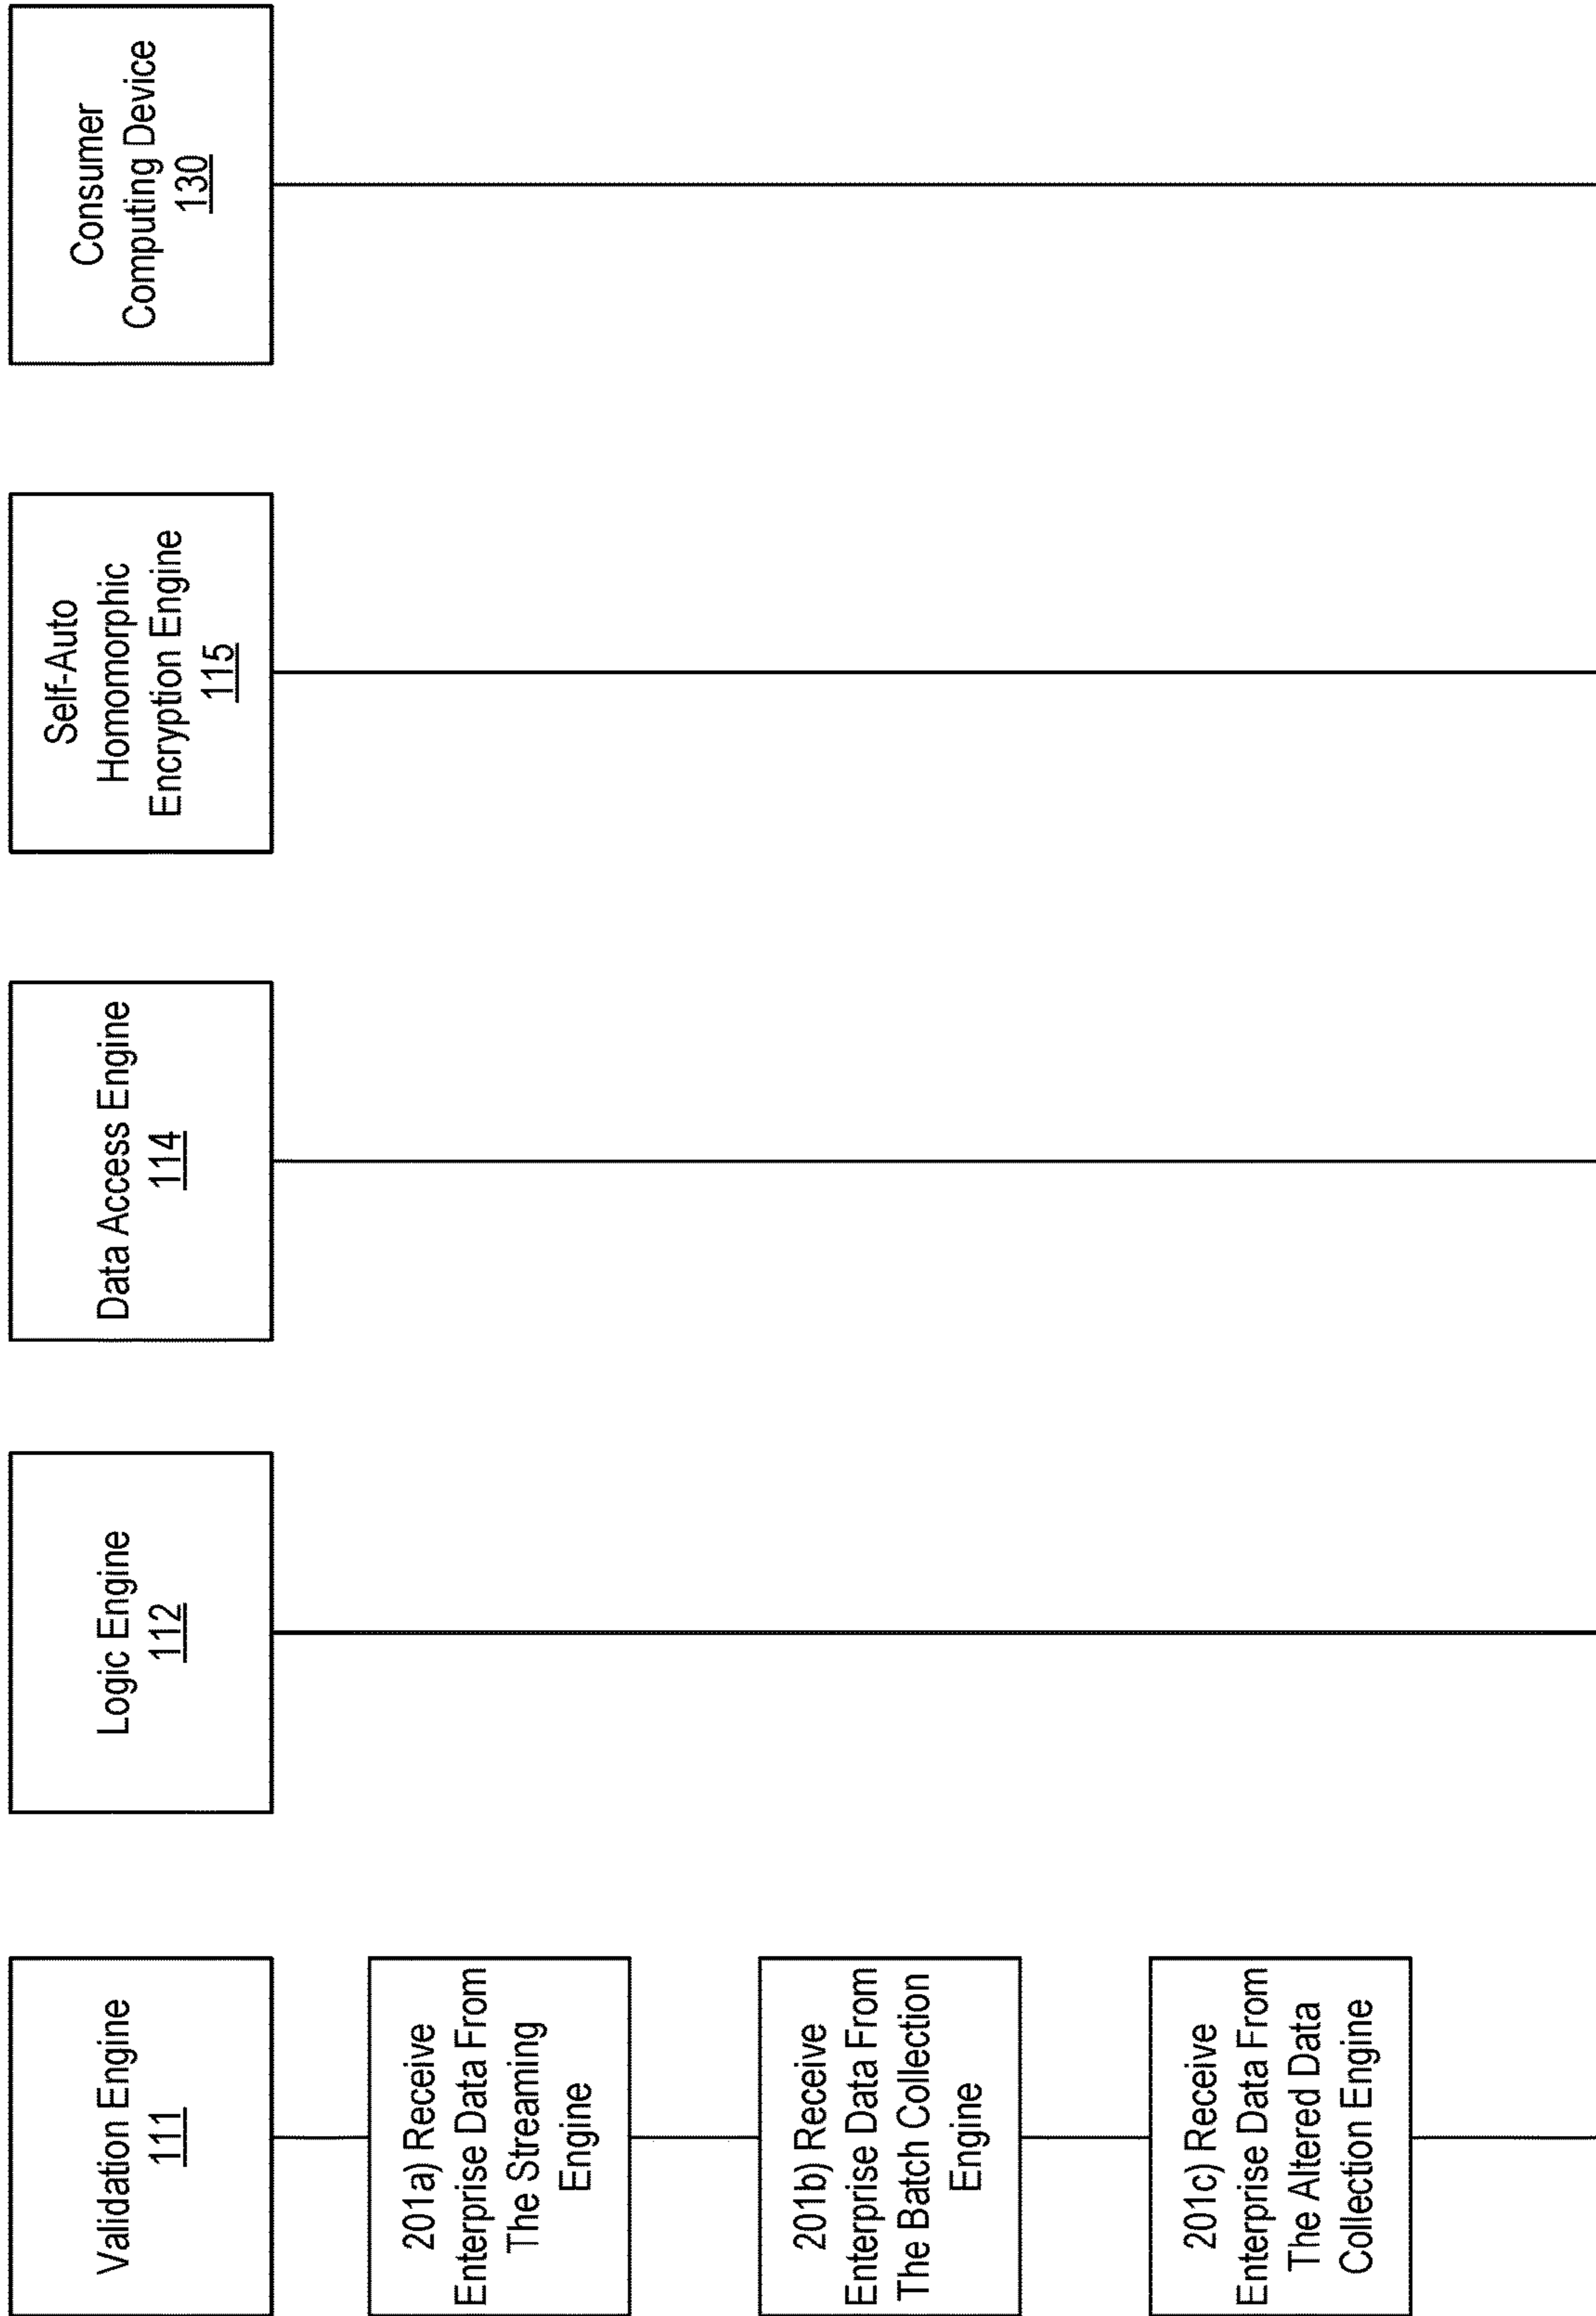 Validation Engine
111
Logic Engine
112
Data Access Engine
114
Self-Auto
Homomorphic
Encryption Engine
115
Consumer
Computing Device
130
201a) Receive
Enterprise Data From
The Streaming
Engine
201b) Receive
Enterprise Data From
The Batch Collection
Engine
201c) Receive
Enterprise Data From
The Altered Data
Collection Engine